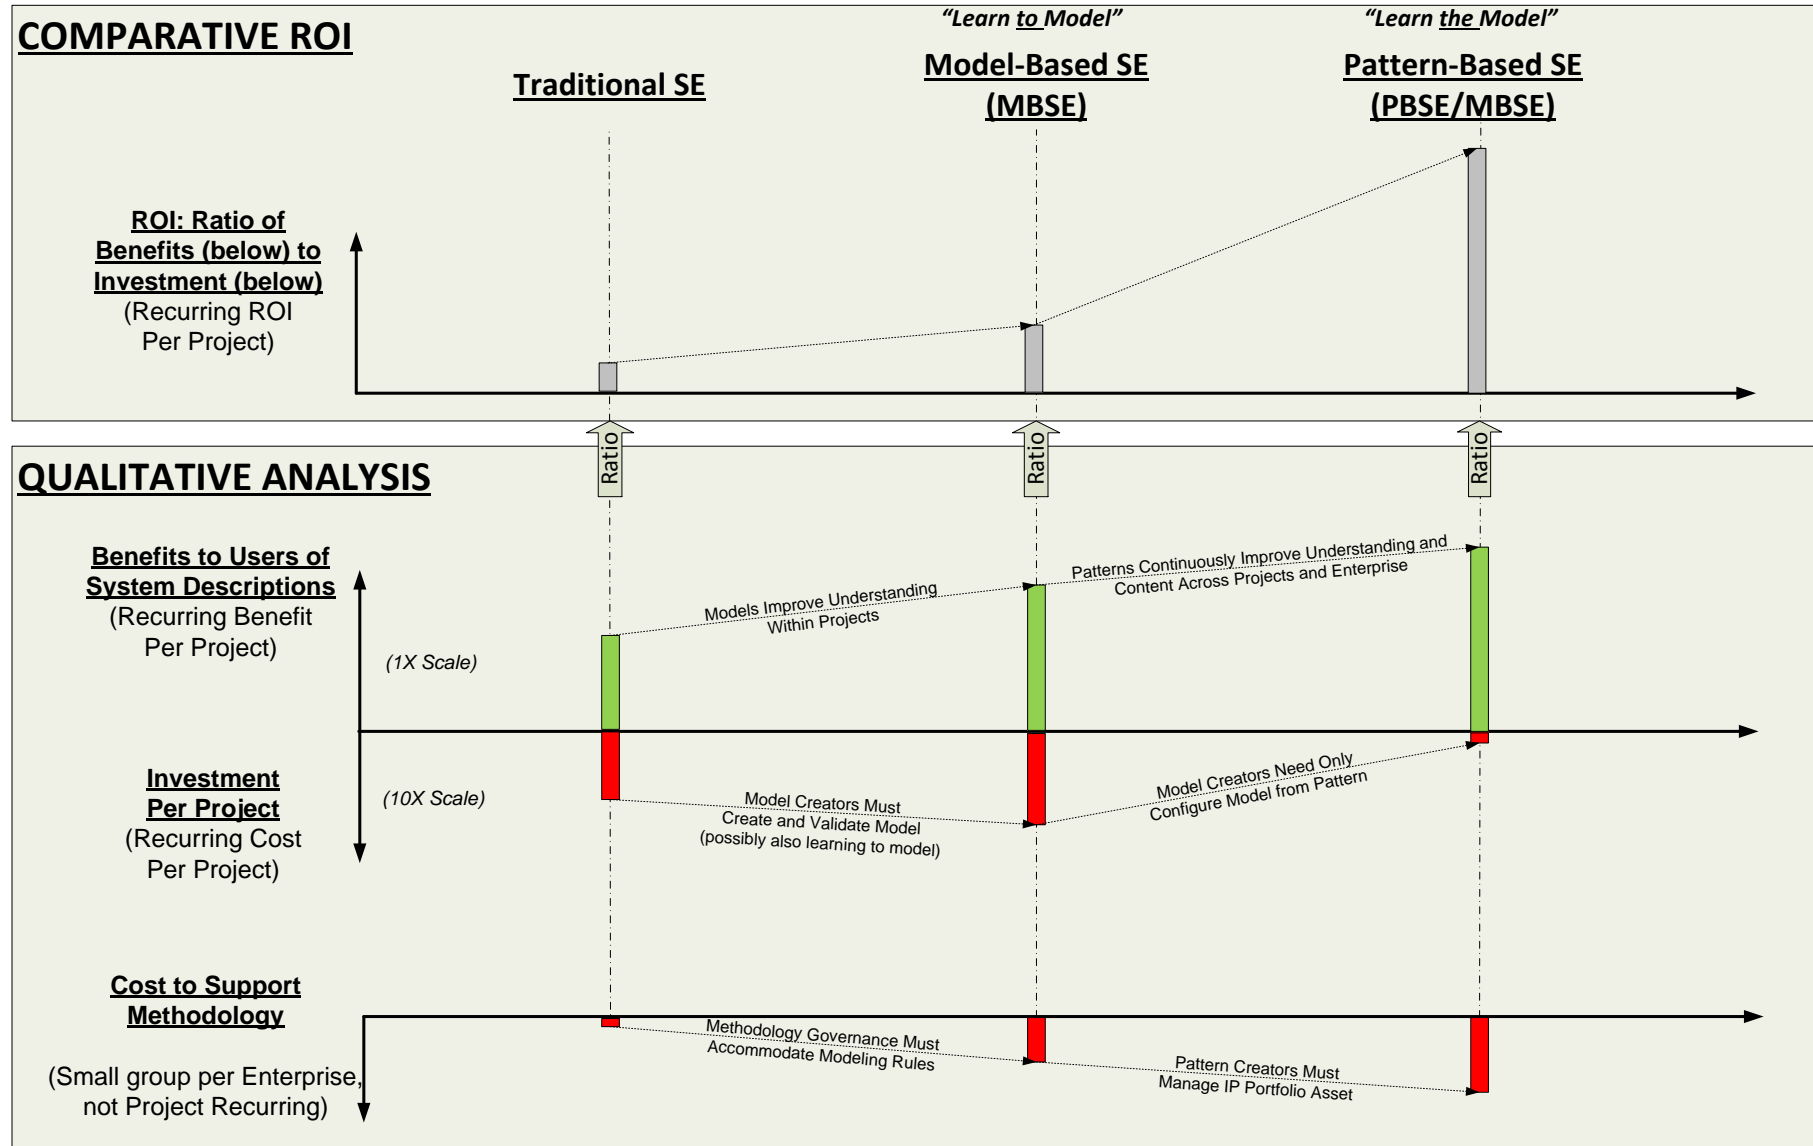 COMPARATIVE ROI
"Learn to Model"
"Learn the Model"
Traditional SE
Model-Based SE
(MBSE)
Pattern-Based SE
(PBSE/MBSE)
ROI: Ratio of
Benefits (below) to
Investment (below)
(Recurring ROI
Per Project)
Ratio
Ratio
Ratio
QUALITATIVE ANALYSIS
Benefits to Users of
System Descriptions
(Recurring Benefit
Per Project)
(1X Scale)
Models Improve Understanding
Within Projects
Patterns Continuously Improve Understanding and
Content Across Projects and Enterprise
Investment
Per Project
(Recurring Cost
Per Project)
(10X Scale)
Model Creators Must
Create and Validate Model
(possibly also learning to model)
Model Creators Need Only
Configure Model from Pattern
Cost to Support
Methodology
(Small group per Enterprise,
not Project Recurring)
Methodology Governance Must
Accommodate Modeling Rules
Pattern Creators Must
Manage IP Portfolio Asset